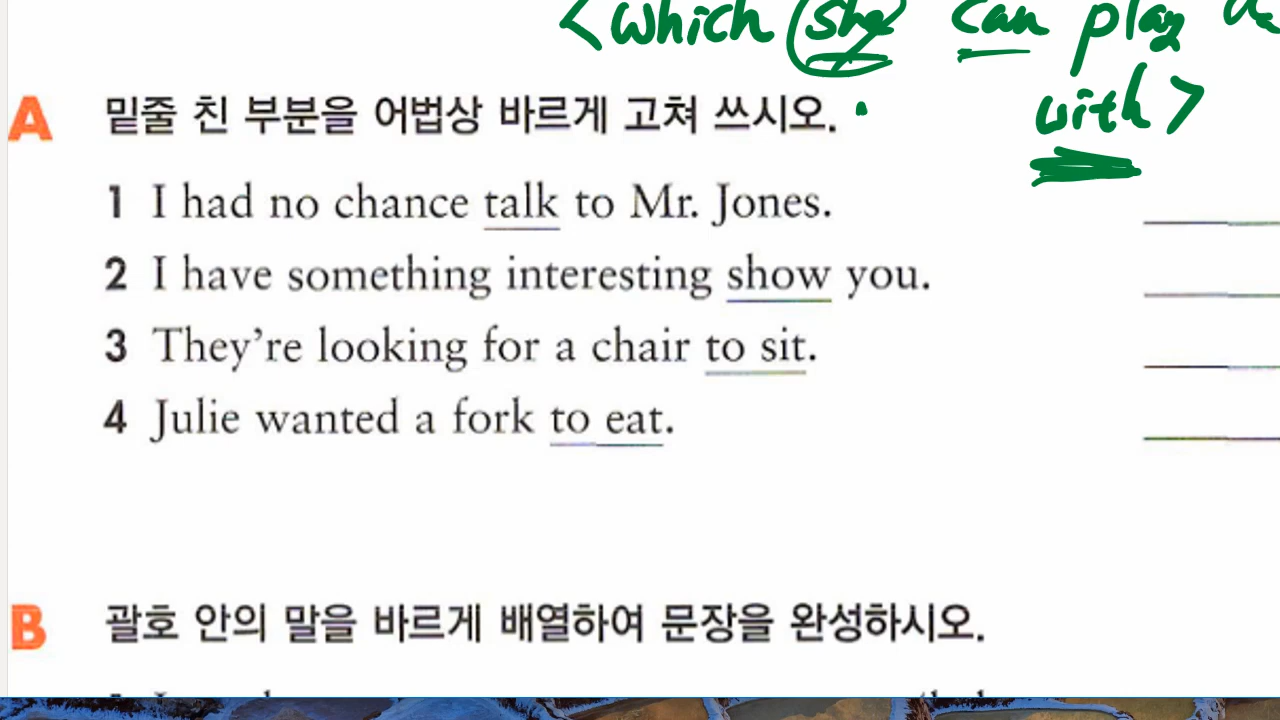 <which she can play
with>
A 밑줄 친 부분을 어법상 바르게 고쳐 쓰시오.
1 I had no chance talk to Mr. Jones.
2 I have something interesting show you.
3 They're looking for a chair to sit.
4 Julie wanted a fork to eat.
B 괄호 안의 말을 바르게 배열하여 문장을 완성하시오.